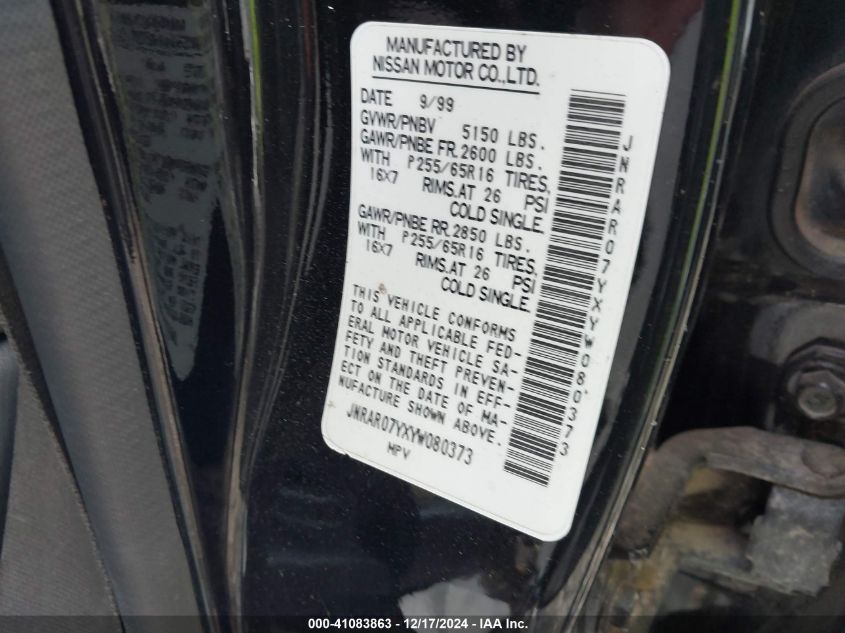 MANUFACTURED BY
NISSAN MOTOR CO.,LTD.
DATE 9/99
GVWR/PNBV 5150 LBS.
GAWR/PNBE FR.2600 LBS.
WITH P255/65R16 TIRES,
16X7 RIMS.AT 26 PSI
COLD SINGLE.
GAWR/PNBE RR.2850 LBS.
WITH P255/65R16 TIRES,
16X7 RIMS.AT 26 PSI
COLD SINGLE.
THIS VEHICLE CONFORMS
TO ALL APPLICABLE FED-
ERAL MOTOR VEHICLE SA-
FETY AND THEFT PREVEN-
TION STANDARDS IN EFF-
ECT ON THE DATE OF MA-
NUFACTURE SHOWN ABOVE.
JNRAR07YXYW080373
MPV
JNRAR07YXYW080373
000-41083863 - 12/17/2024 - IAA Inc.